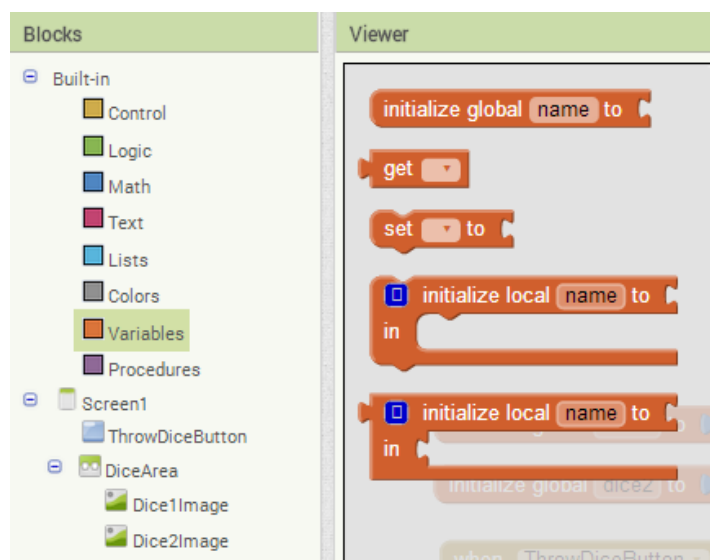 Blocks
Built-in
Control
Logic
Math
Text
Lists
Colors
Variables
Procedures
Screen1
ThrowDiceButton
DiceArea
Dice1Image
Dice2Image
Viewer
initialize global name to
get
set to
initialize local name to
in
initialize local name to
in
initialize global dice2 to
when ThrowDiceButton